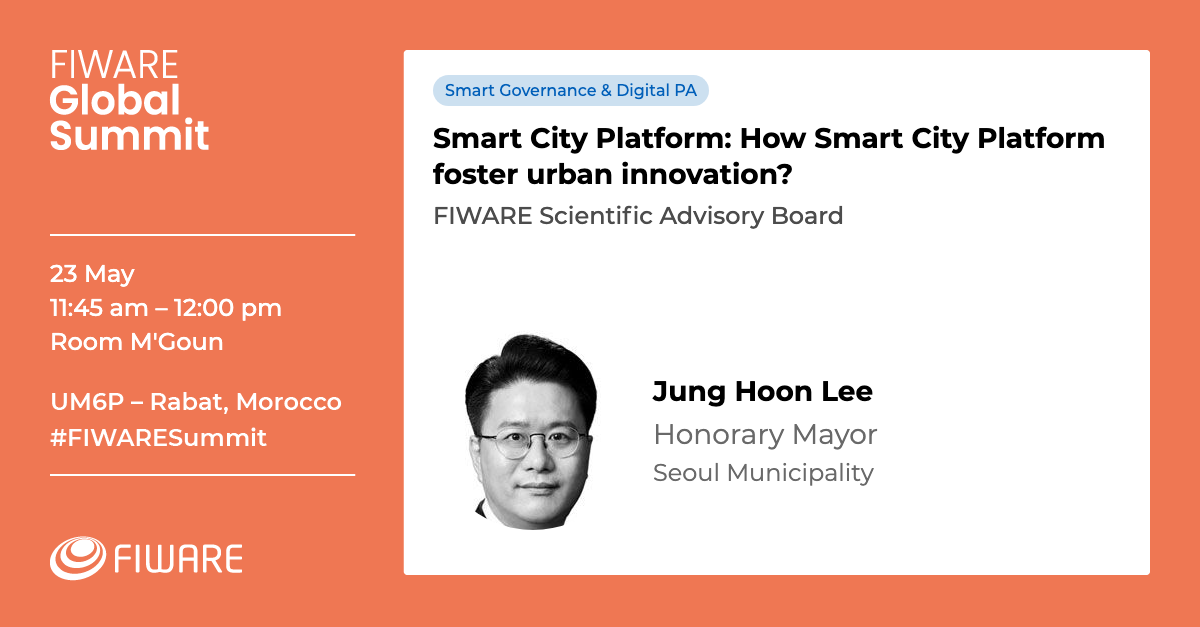 FIWARE
Global
Summit
23 May
11:45 am – 12:00 pm
Room M'Goun
UM6P – Rabat, Morocco
#FIWARESummit
FIWARE
Smart Governance & Digital PA
Smart City Platform: How Smart City Platform
foster urban innovation?
FIWARE Scientific Advisory Board
Jung Hoon Lee
Honorary Mayor
Seoul Municipality